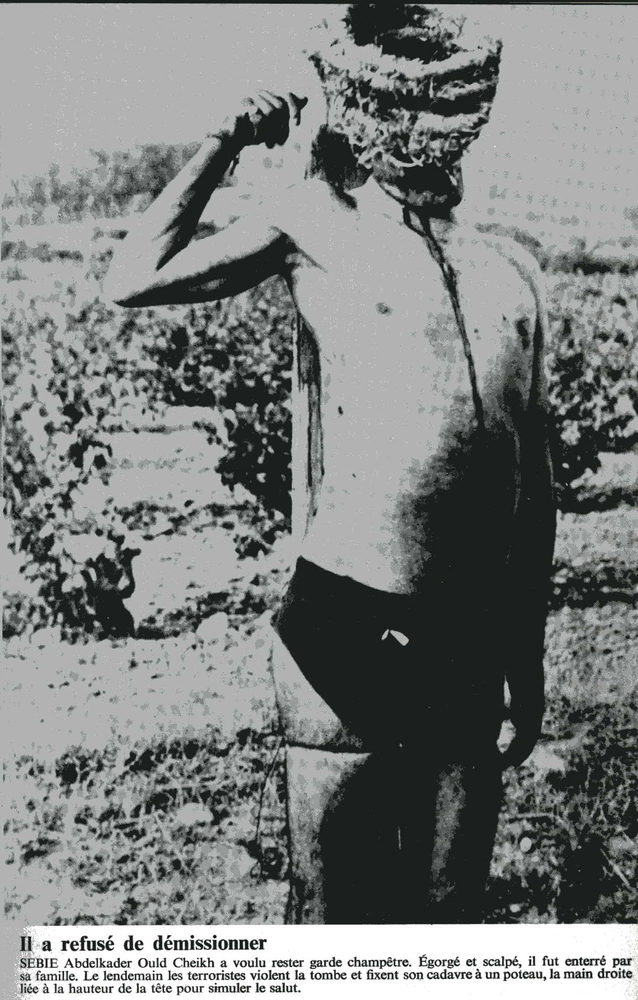 Il a refusé de démissionner
SEBIE Abdelkader Ould Cheikh a voulu rester garde champêtre. Égorgé et scalpé, il fut enterré par
sa famille. Le lendemain les terroristes violent la tombe et fixent son cadavre à un poteau, la main droite
liée à la hauteur de la tête pour simuler le salut.